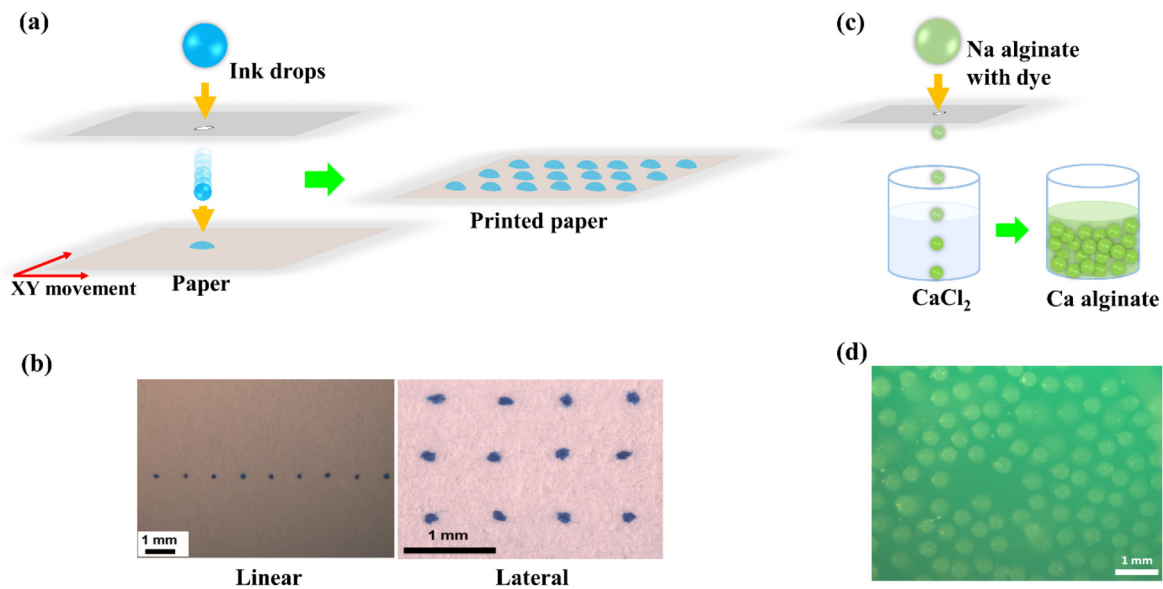 (a)
Ink drops
XY movement
Paper
Printed paper
(b)
1 mm
Linear
1 mm
Lateral
(c)
Na alginate
with dye
CaCl₂
Ca alginate
(d)
1 mm